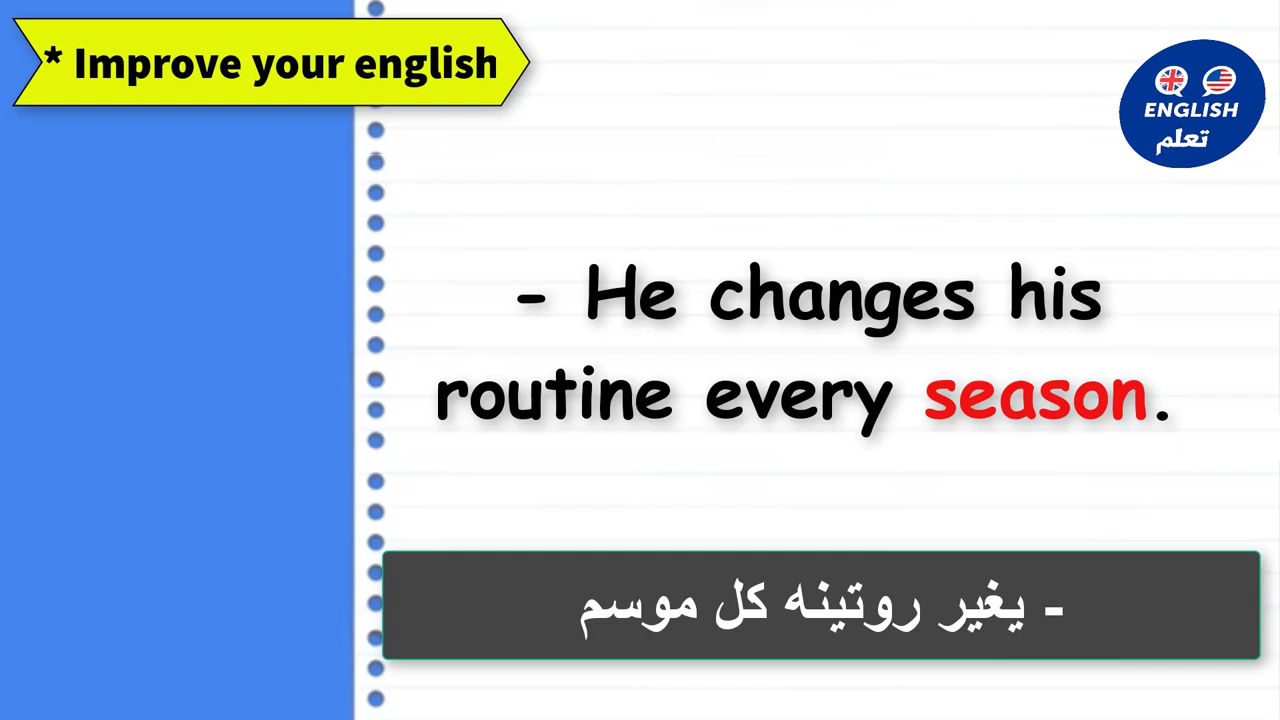 * Improve your english
ENGLISH
تعلم
- He changes his
routine every season.
- يغير روتينه كل موسم